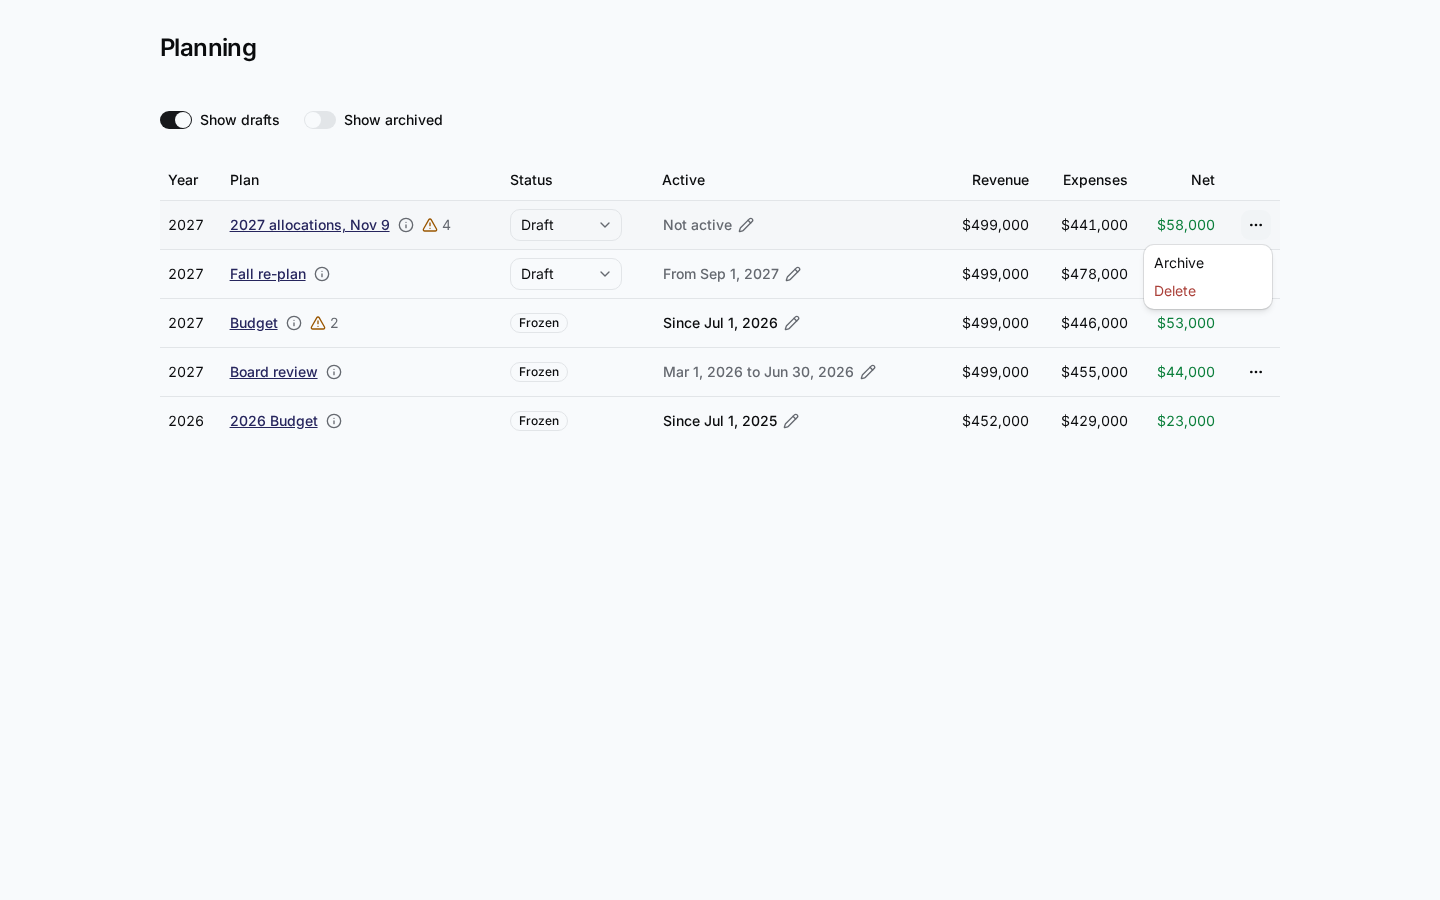 Planning
Show drafts Show archived
Year Plan Status Active Revenue Expenses Net
2027 2027 allocations, Nov 9 4 Draft Not active $499,000 $441,000 $58,000
Archive
Delete
2027 Fall re-plan Draft From Sep 1, 2027 $499,000 $478,000
2027 Budget 2 Frozen Since Jul 1, 2026 $499,000 $446,000 $53,000
2027 Board review Frozen Mar 1, 2026 to Jun 30, 2026 $499,000 $455,000 $44,000
2026 2026 Budget Frozen Since Jul 1, 2025 $452,000 $429,000 $23,000